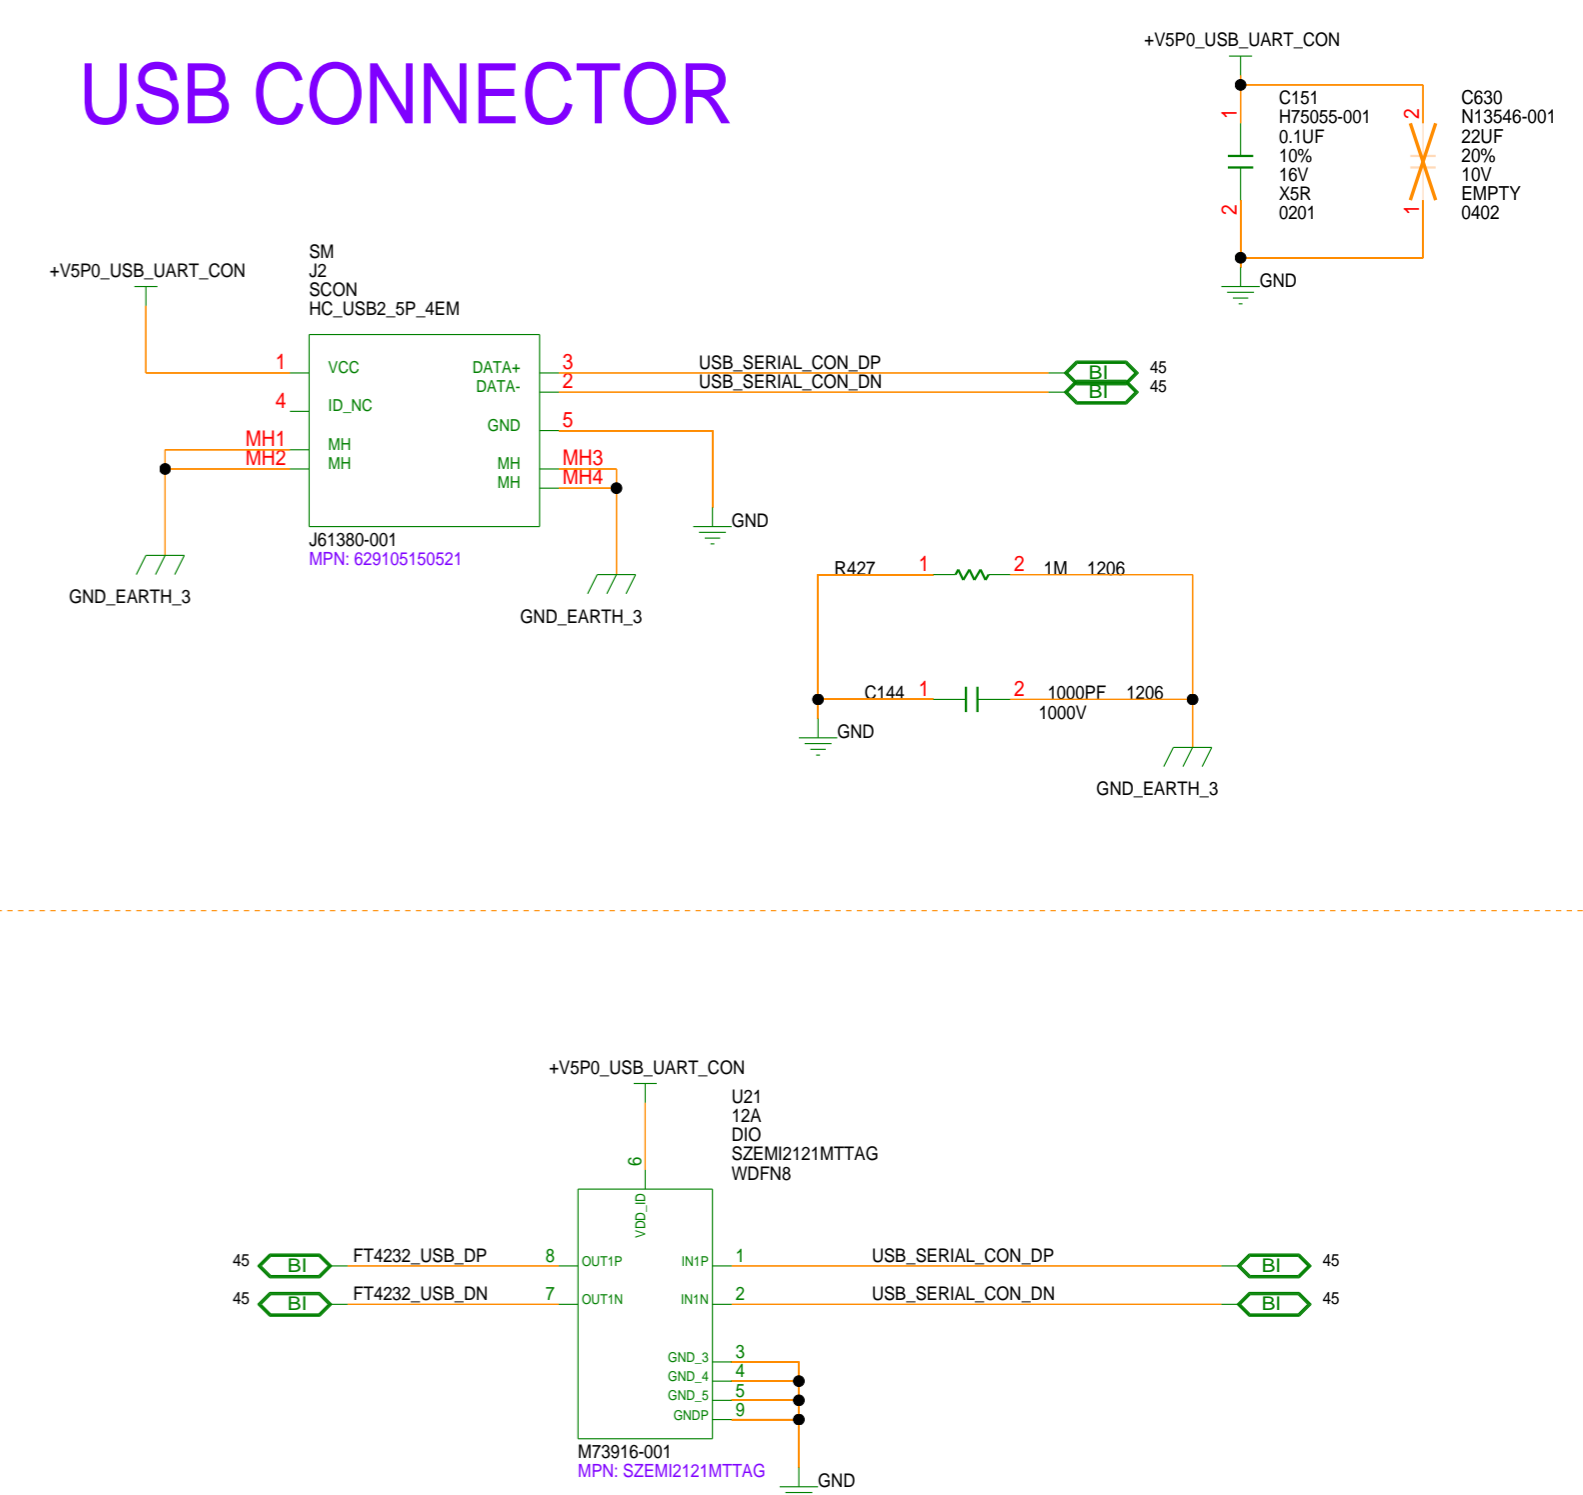 USB CONNECTOR
+V5P0_USB_UART_CON
C151
H75055-001
0.1UF
10%
16V
X5R
0201
1
2
C630
N13546-001
22UF
20%
10V
EMPTY
0402
2
1
GND
+V5P0_USB_UART_CON
SM
J2
SCON
HC_USB2_5P_4EM
1 VCC
4 ID_NC
MH1 MH
MH2 MH
DATA+ 3 USB_SERIAL_CON_DP BI 45
DATA- 2 USB_SERIAL_CON_DN BI 45
GND 5
MH MH3
MH MH4
GND
J61380-001
MPN: 629105150521
GND_EARTH_3
GND_EARTH_3
R427 1 2 1M 1206
C144 1 2 1000PF 1206
1000V
GND
GND_EARTH_3
+V5P0_USB_UART_CON
U21
12A
DIO
SZEMI2121MTTAG
WDFN8
6
VDD_ID
45 BI FT4232_USB_DP 8 OUT1P IN1P 1 USB_SERIAL_CON_DP BI 45
45 BI FT4232_USB_DN 7 OUT1N IN1N 2 USB_SERIAL_CON_DN BI 45
GND_3 3
GND_4 4
GND_5 5
GNDP 9
M73916-001
MPN: SZEMI2121MTTAG
GND